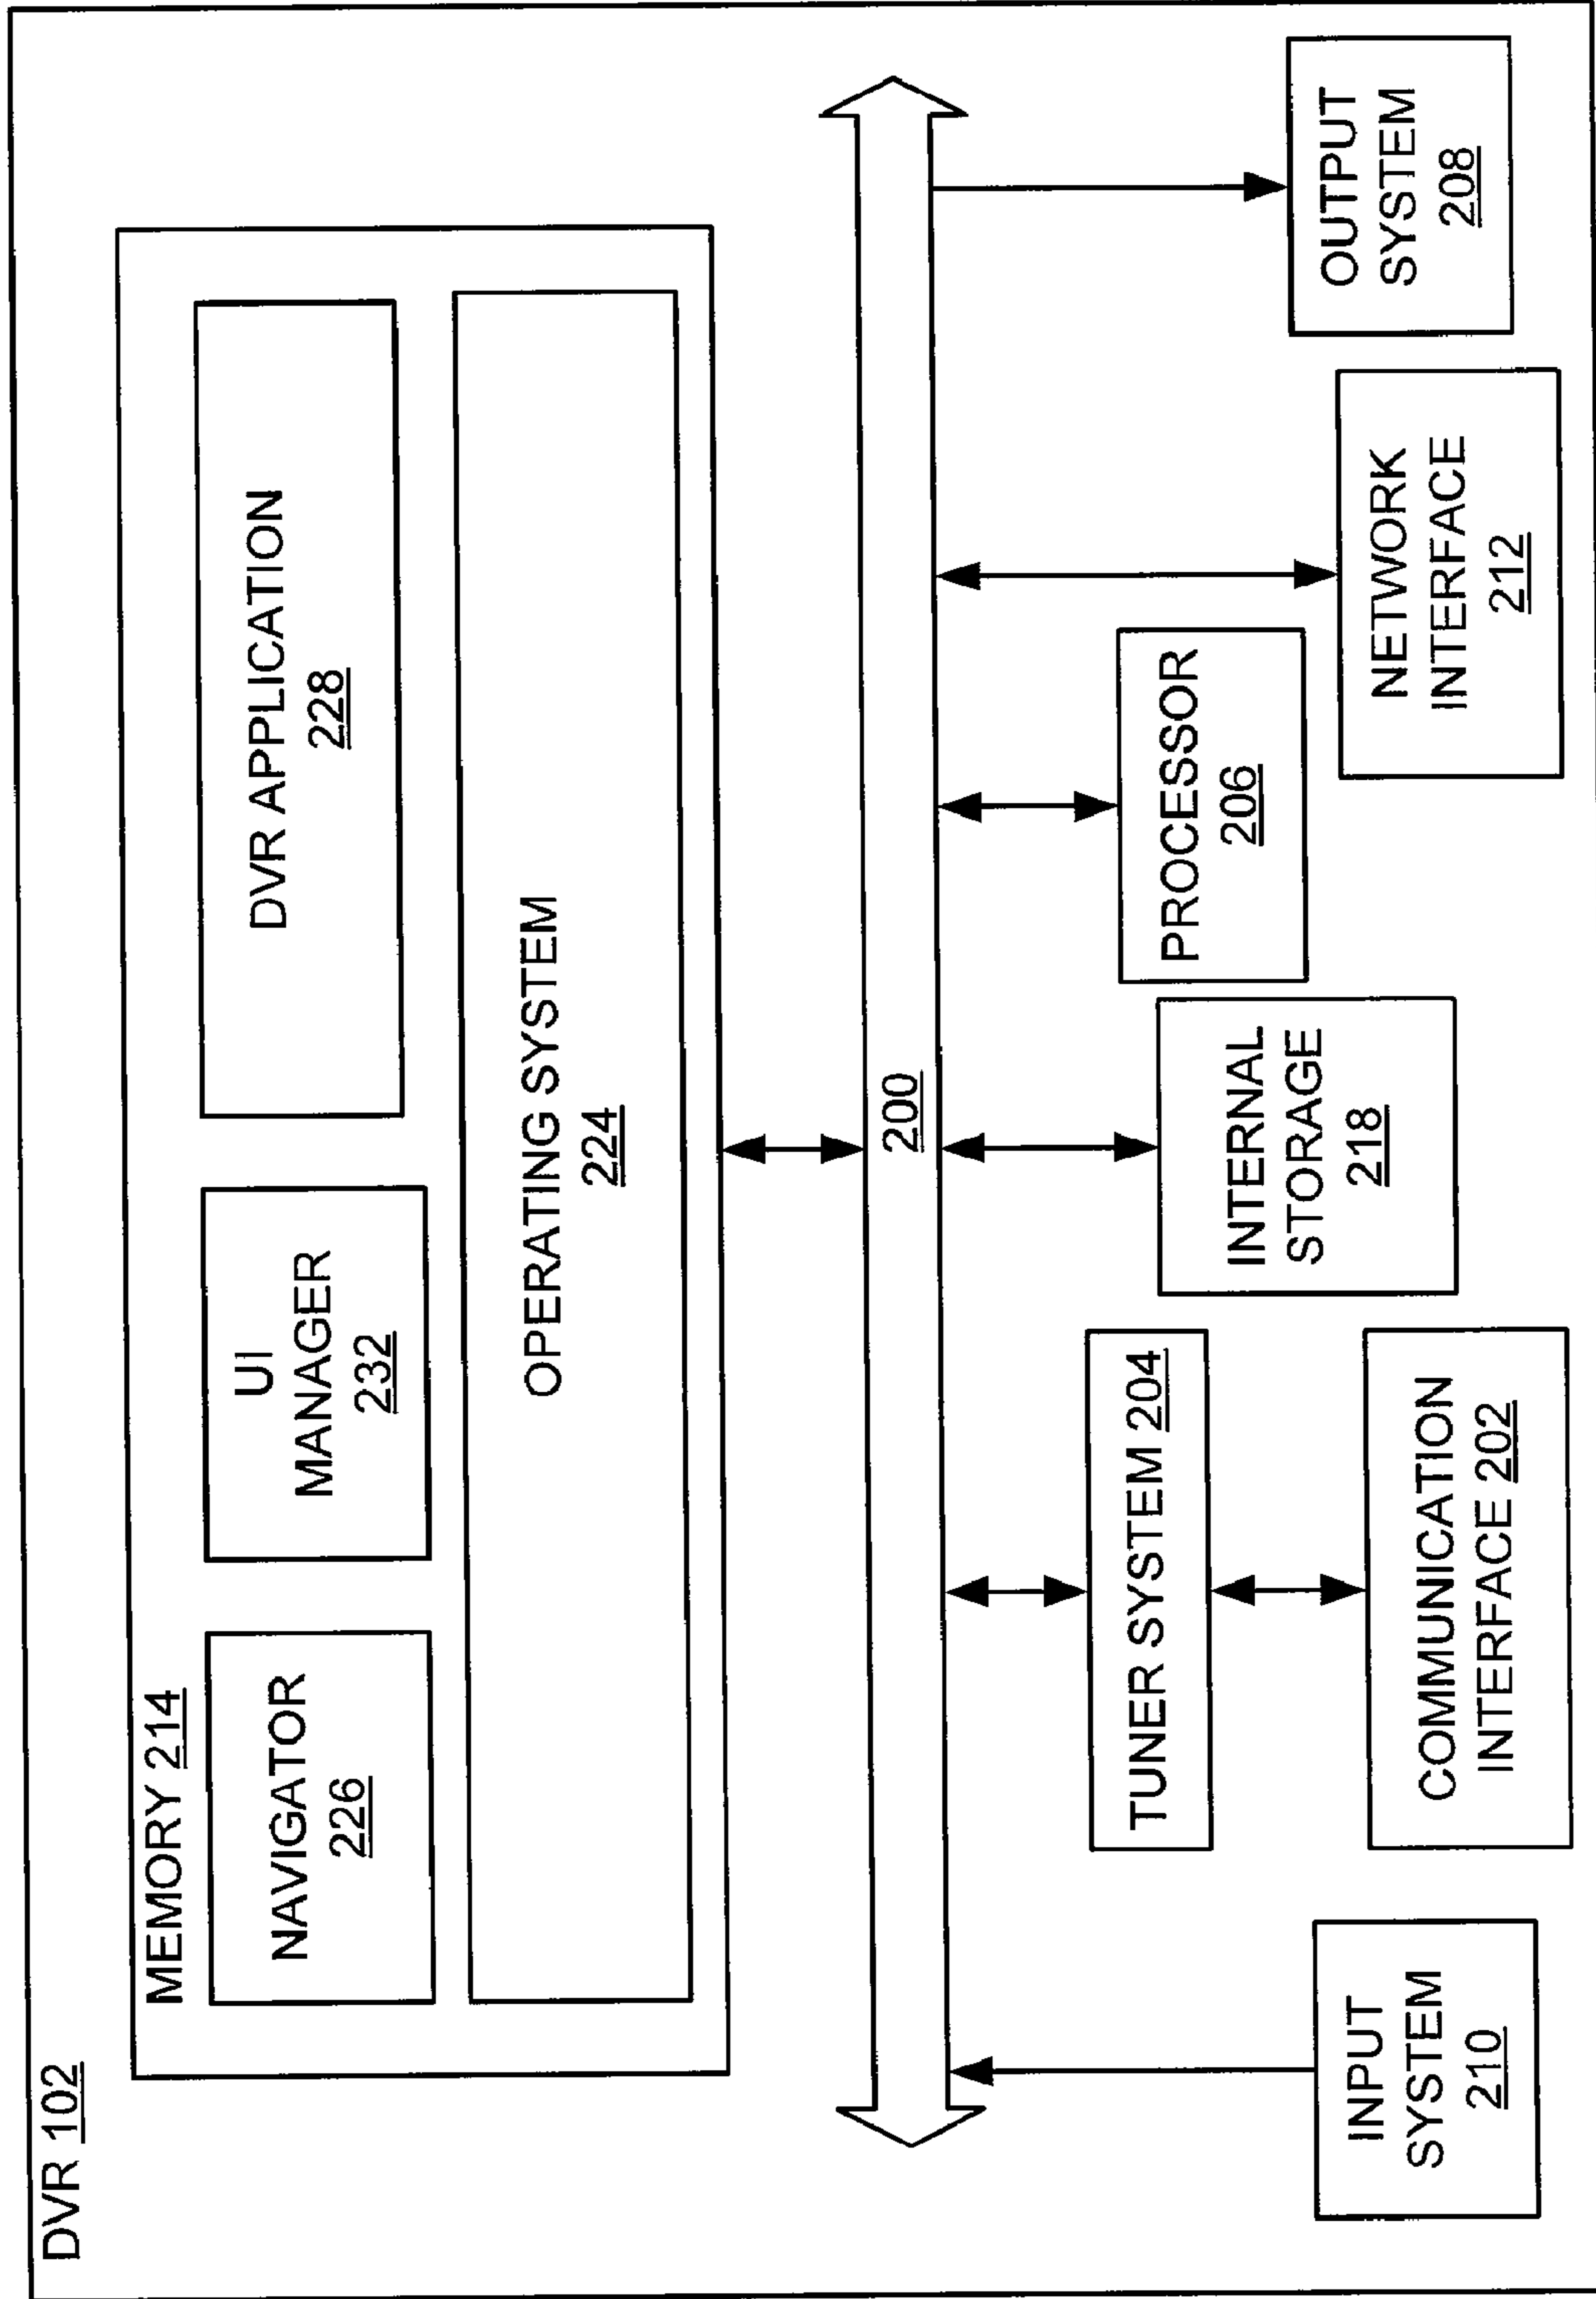 DVR 102
MEMORY 214
NAVIGATOR
226
UI
MANAGER
232
DVR APPLICATION
228
OPERATING SYSTEM
224
200
INPUT
SYSTEM
210
TUNER SYSTEM 204
COMMUNICATION
INTERFACE 202
INTERNAL
STORAGE
218
PROCESSOR
206
NETWORK
INTERFACE
212
OUTPUT
SYSTEM
208